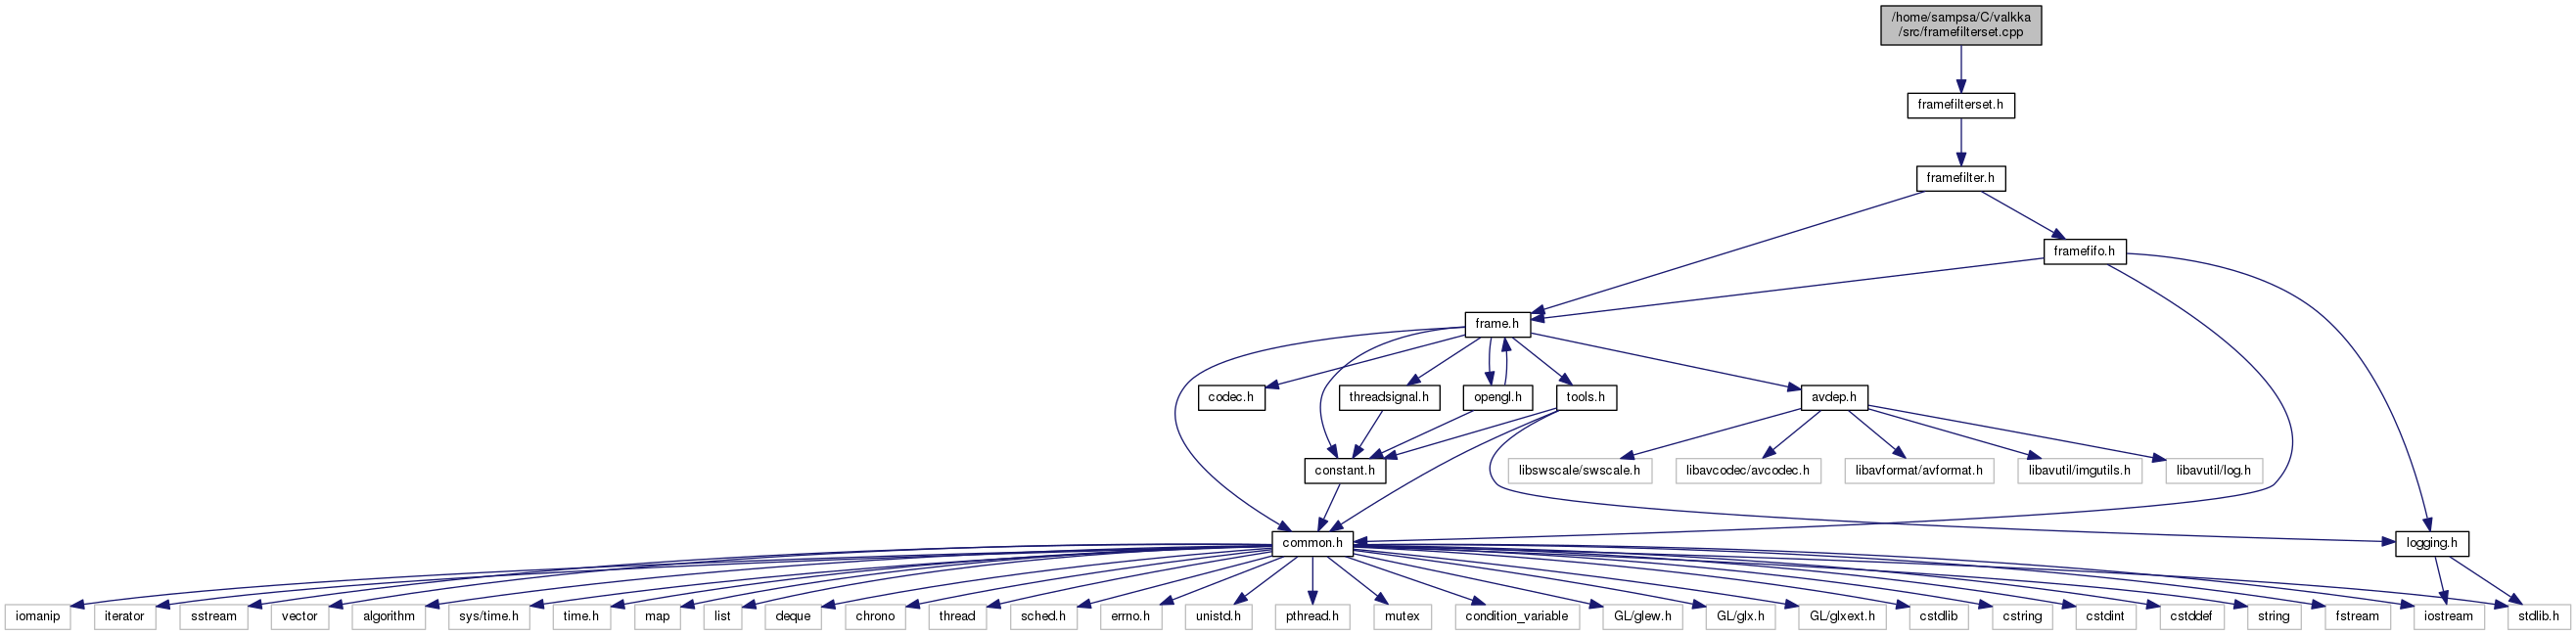 /home/sampsa/C/valkka
/src/framefilterset.cpp
framefilterset.h
framefilter.h
framefifo.h
frame.h
codec.h
threadsignal.h
opengl.h
tools.h
avdep.h
constant.h
libswscale/swscale.h
libavcodec/avcodec.h
libavformat/avformat.h
libavutil/imgutils.h
libavutil/log.h
common.h
logging.h
iomanip
iterator
sstream
vector
algorithm
sys/time.h
time.h
map
list
deque
chrono
thread
sched.h
errno.h
unistd.h
pthread.h
mutex
condition_variable
GL/glew.h
GL/glx.h
GL/glxext.h
cstdlib
cstring
cstdint
cstddef
string
fstream
iostream
stdlib.h